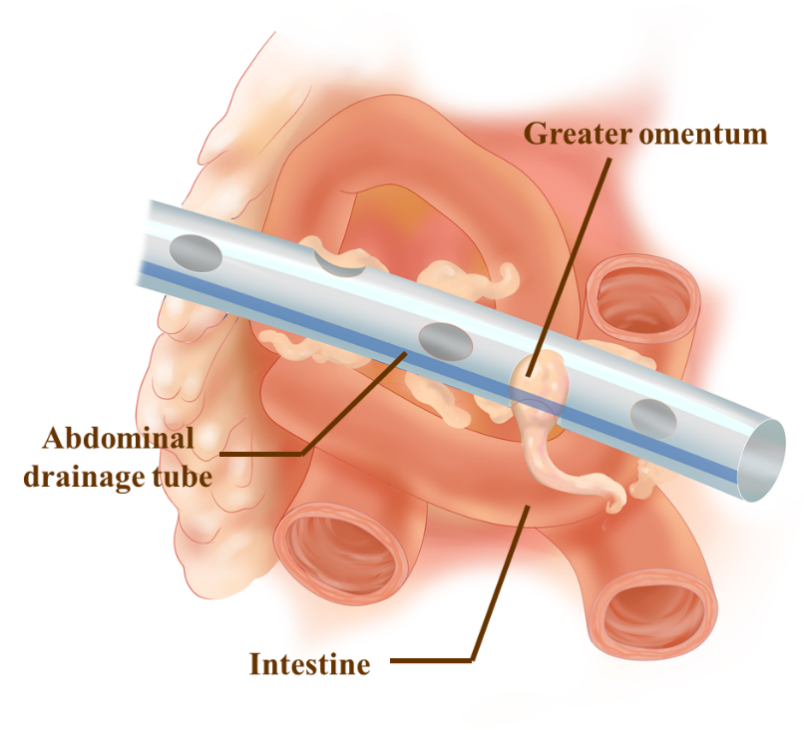 Greater omentum
Abdominal
drainage tube
Intestine